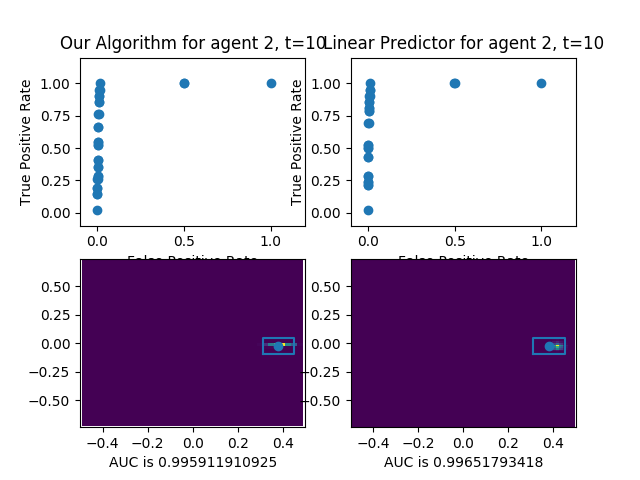 Our Algorithm for agent 2, t=10
Linear Predictor for agent 2, t=10
True Positive Rate
1.00
0.75
0.50
0.25
0.00
0.0 0.5 1.0
False Positive Rate
True Positive Rate
1.00
0.75
0.50
0.25
0.00
0.0 0.5 1.0
False Positive Rate
0.50
0.25
0.00
−0.25
−0.50
−0.4 −0.2 0.0 0.2 0.4
AUC is 0.995911910925
0.50
0.25
0.00
−0.25
−0.50
−0.4 −0.2 0.0 0.2 0.4
AUC is 0.99651793418